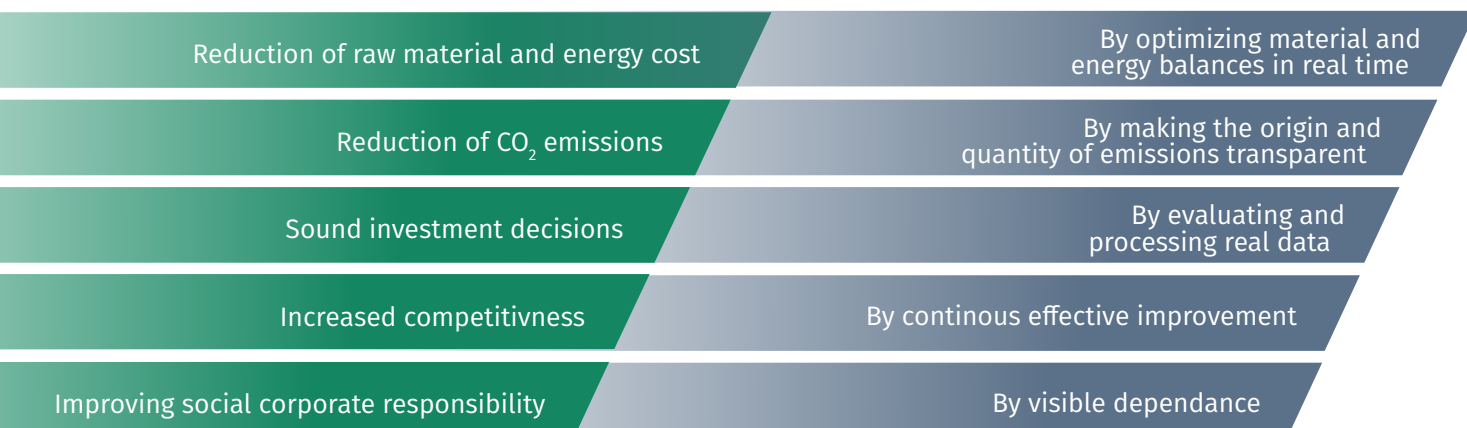 Reduction of raw material and energy cost
By optimizing material and
energy balances in real time
Reduction of CO₂ emissions
By making the origin and
quantity of emissions transparent
Sound investment decisions
By evaluating and
processing real data
Increased competitivness
By continous effective improvement
Improving social corporate responsibility
By visible dependance